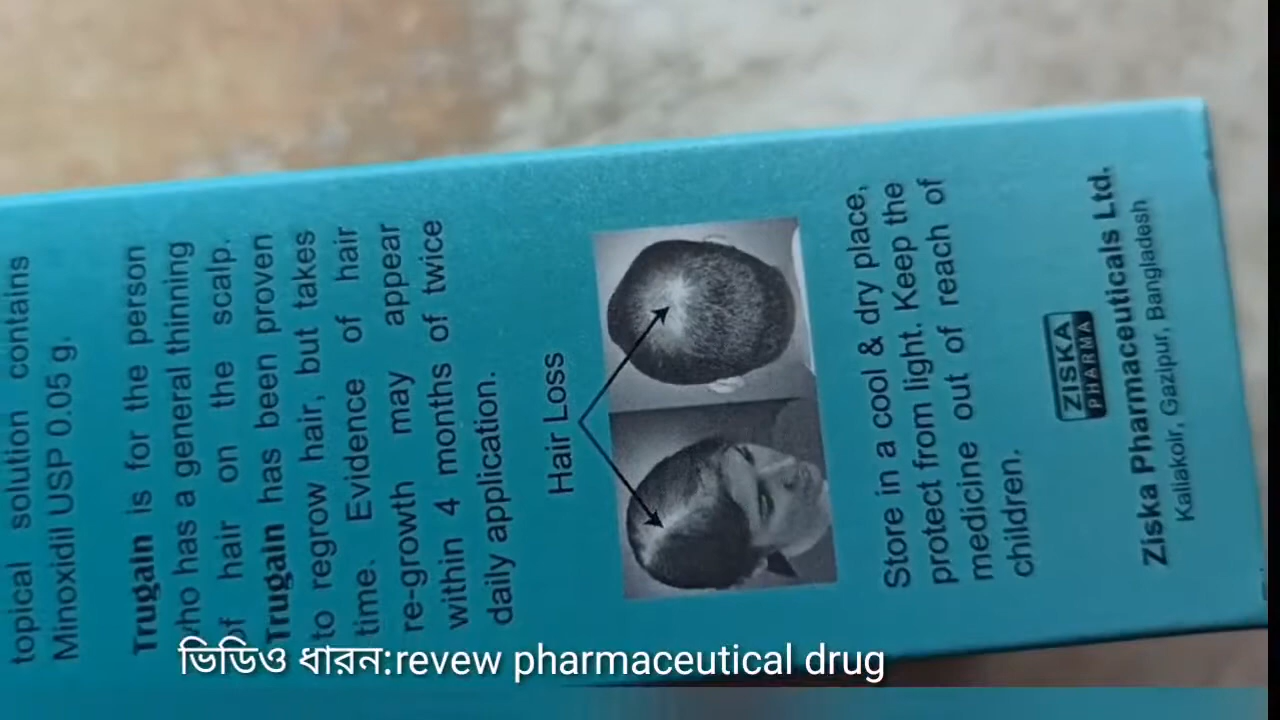 topical solution contains
Minoxidil USP 0.05 g.
Trugain is for the person
who has a general thinning
of hair on the scalp.
Trugain has been proven
to regrow hair, but takes
time. Evidence of hair
re-growth may appear
within 4 months of twice
daily application.
Hair Loss
Store in a cool & dry place,
protect from light. Keep the
medicine out of reach of
children.
ZISKA
PHARMA
Ziska Pharmaceuticals Ltd.
Kaliakoir, Gazipur, Bangladesh
ভিডিও ধারন:revew pharmaceutical drug